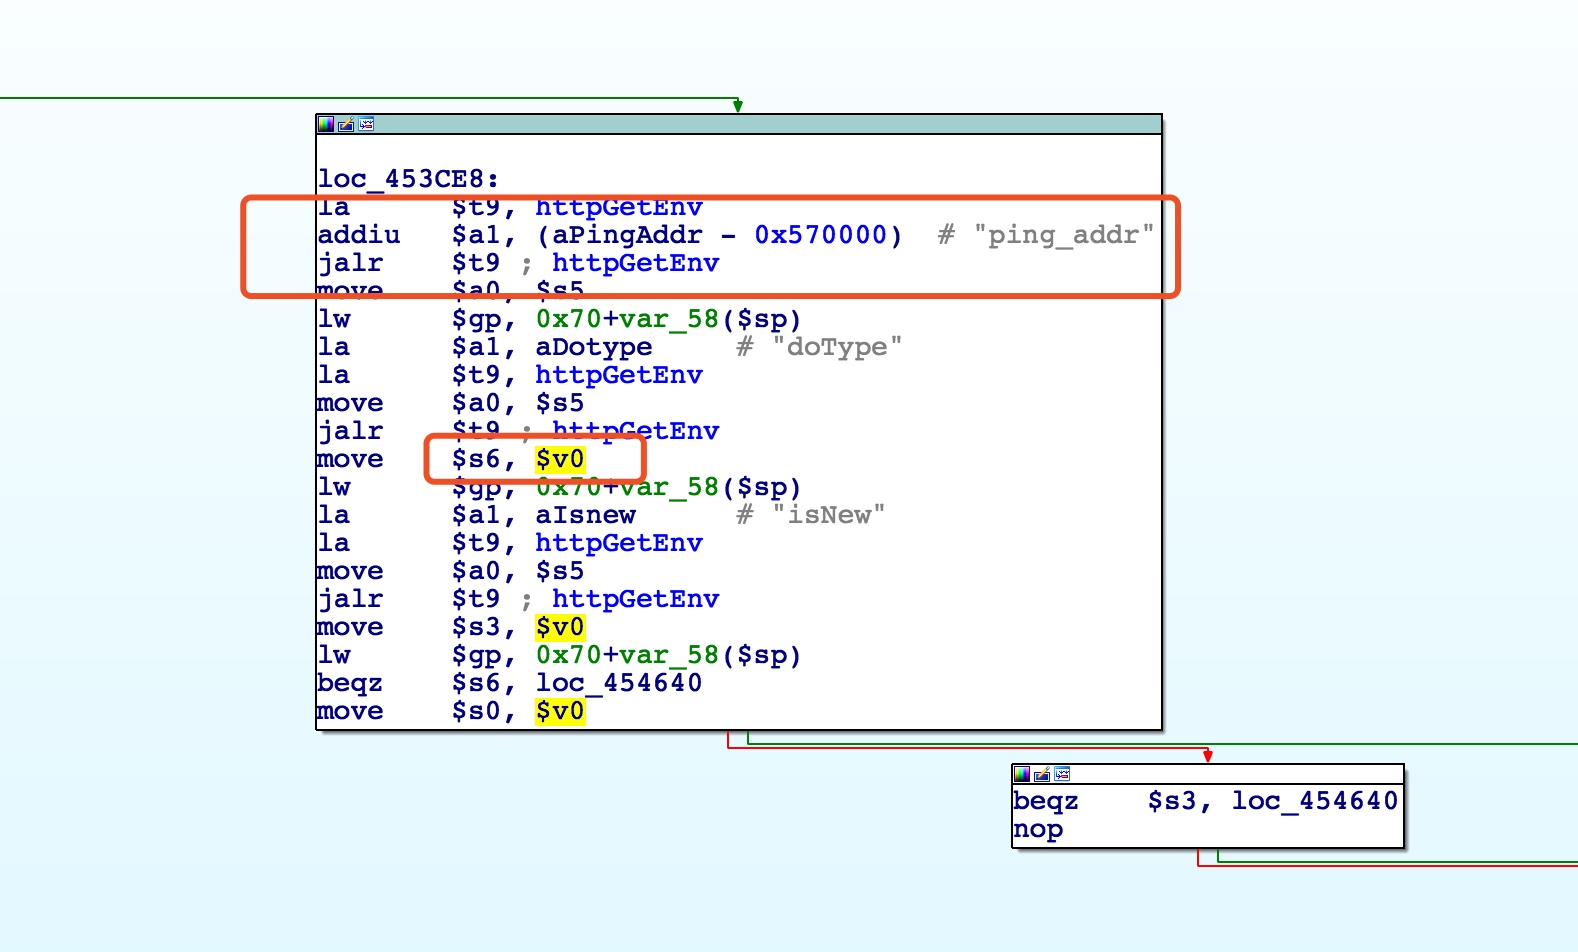 loc_453CE8:
la $t9, httpGetEnv
addiu $a1, (aPingAddr - 0x570000) # "ping_addr"
jalr $t9 ; httpGetEnv
move $a0, $s5
lw $gp, 0x70+var_58($sp)
la $a1, aDotype # "doType"
la $t9, httpGetEnv
move $a0, $s5
jalr $t9 ; httpGetEnv
move $s6, $v0
lw $gp, 0x70+var_58($sp)
la $a1, aIsnew # "isNew"
la $t9, httpGetEnv
move $a0, $s5
jalr $t9 ; httpGetEnv
move $s3, $v0
lw $gp, 0x70+var_58($sp)
beqz $s6, loc_454640
move $s0, $v0
beqz $s3, loc_454640
nop